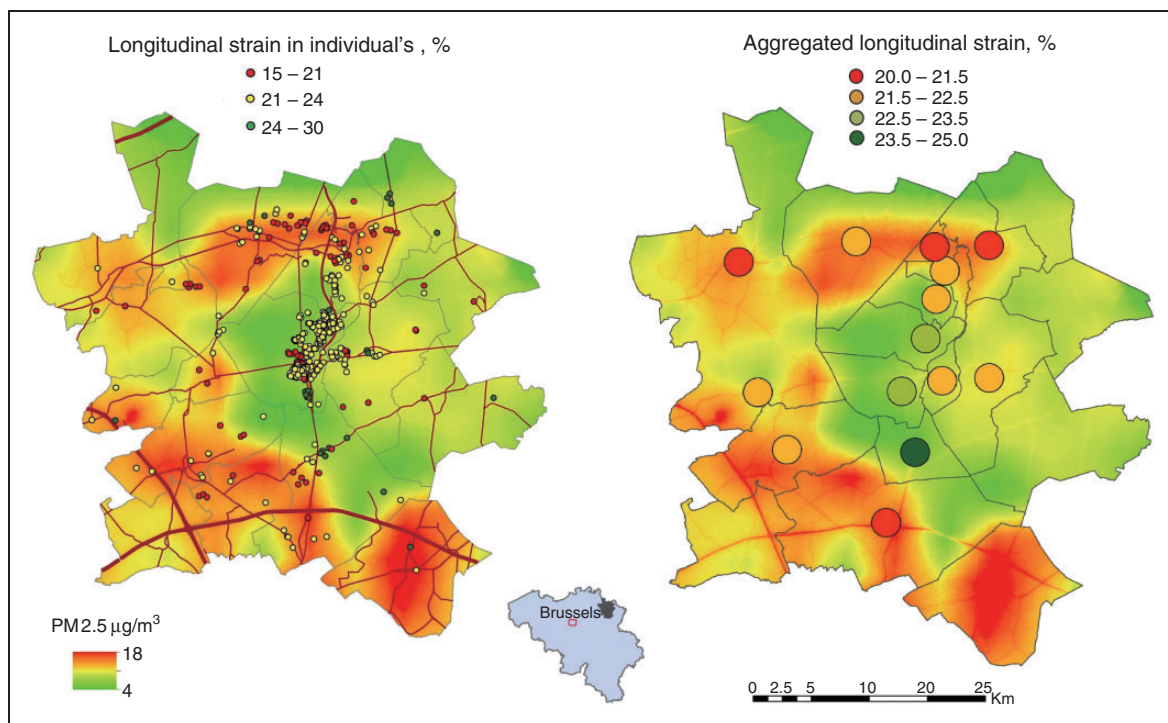 Longitudinal strain in individual's , %
15 – 21
21 – 24
24 – 30
Aggregated longitudinal strain, %
20.0 – 21.5
21.5 – 22.5
22.5 – 23.5
23.5 – 25.0
PM 2.5 μg/m³
18
4
Brussels
0 2.5 5 10 20 25
Km